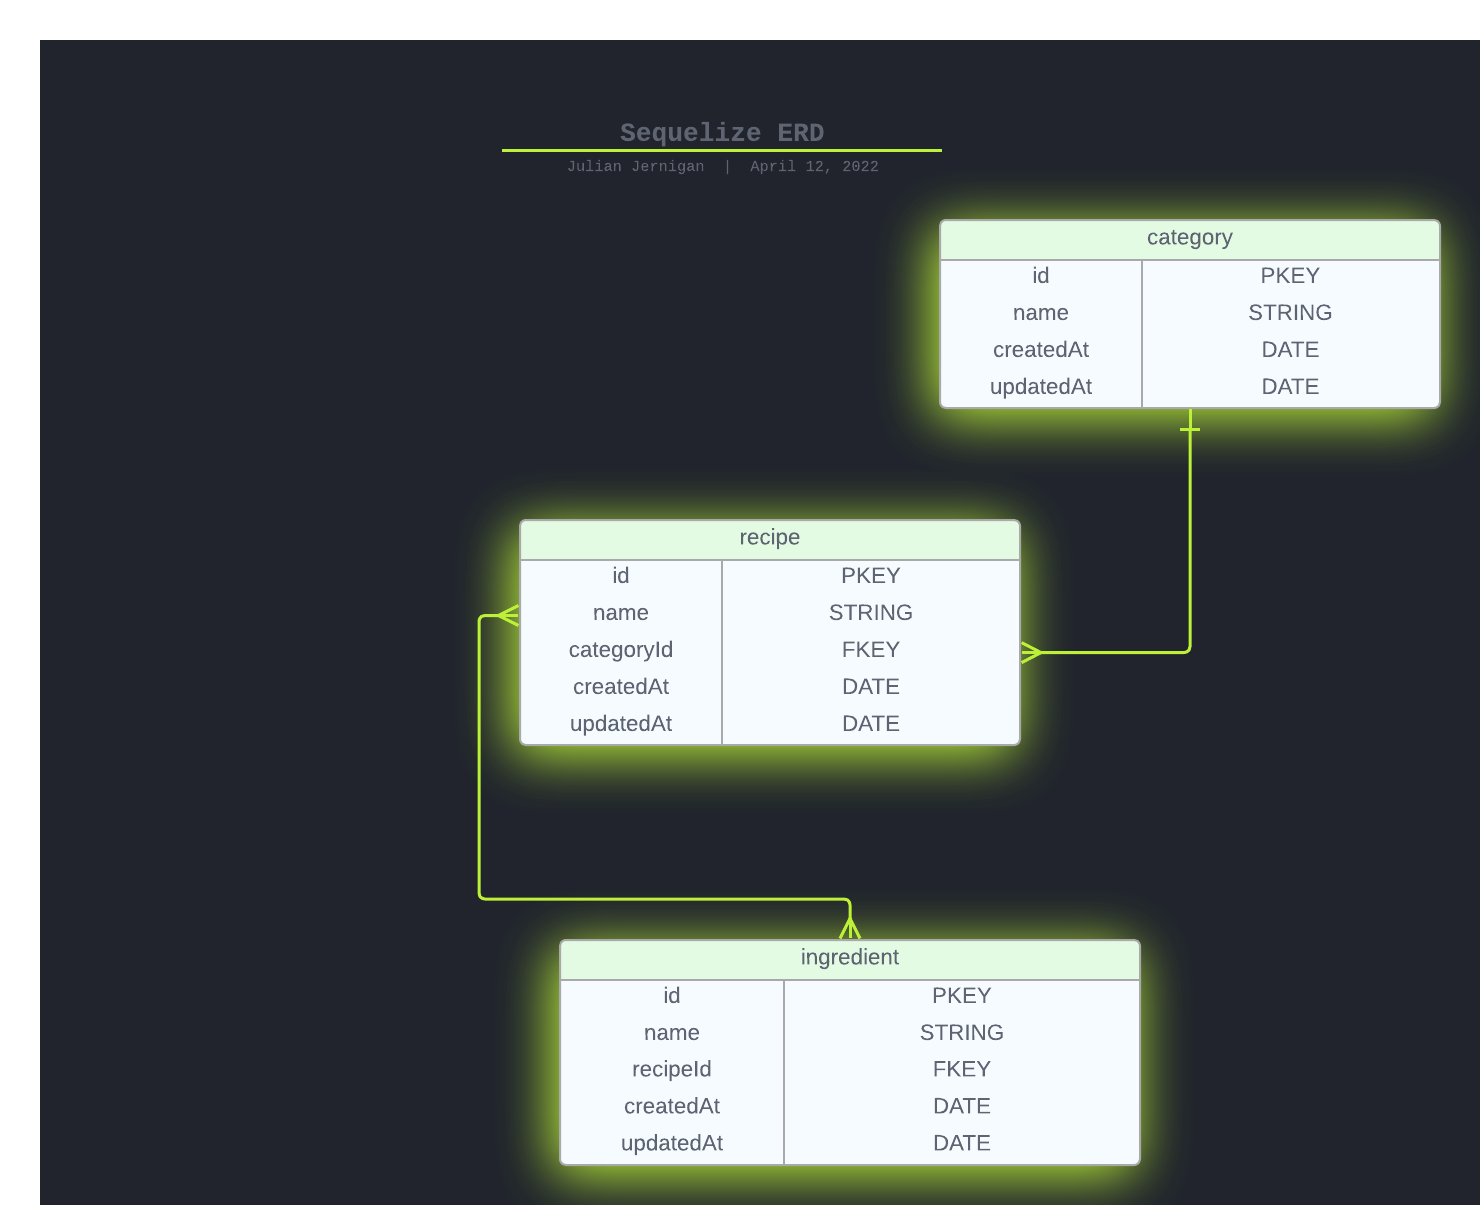 Sequelize ERD
Julian Jernigan | April 12, 2022
category
id PKEY
name STRING
createdAt DATE
updatedAt DATE
recipe
id PKEY
name STRING
categoryId FKEY
createdAt DATE
updatedAt DATE
ingredient
id PKEY
name STRING
recipeId FKEY
createdAt DATE
updatedAt DATE